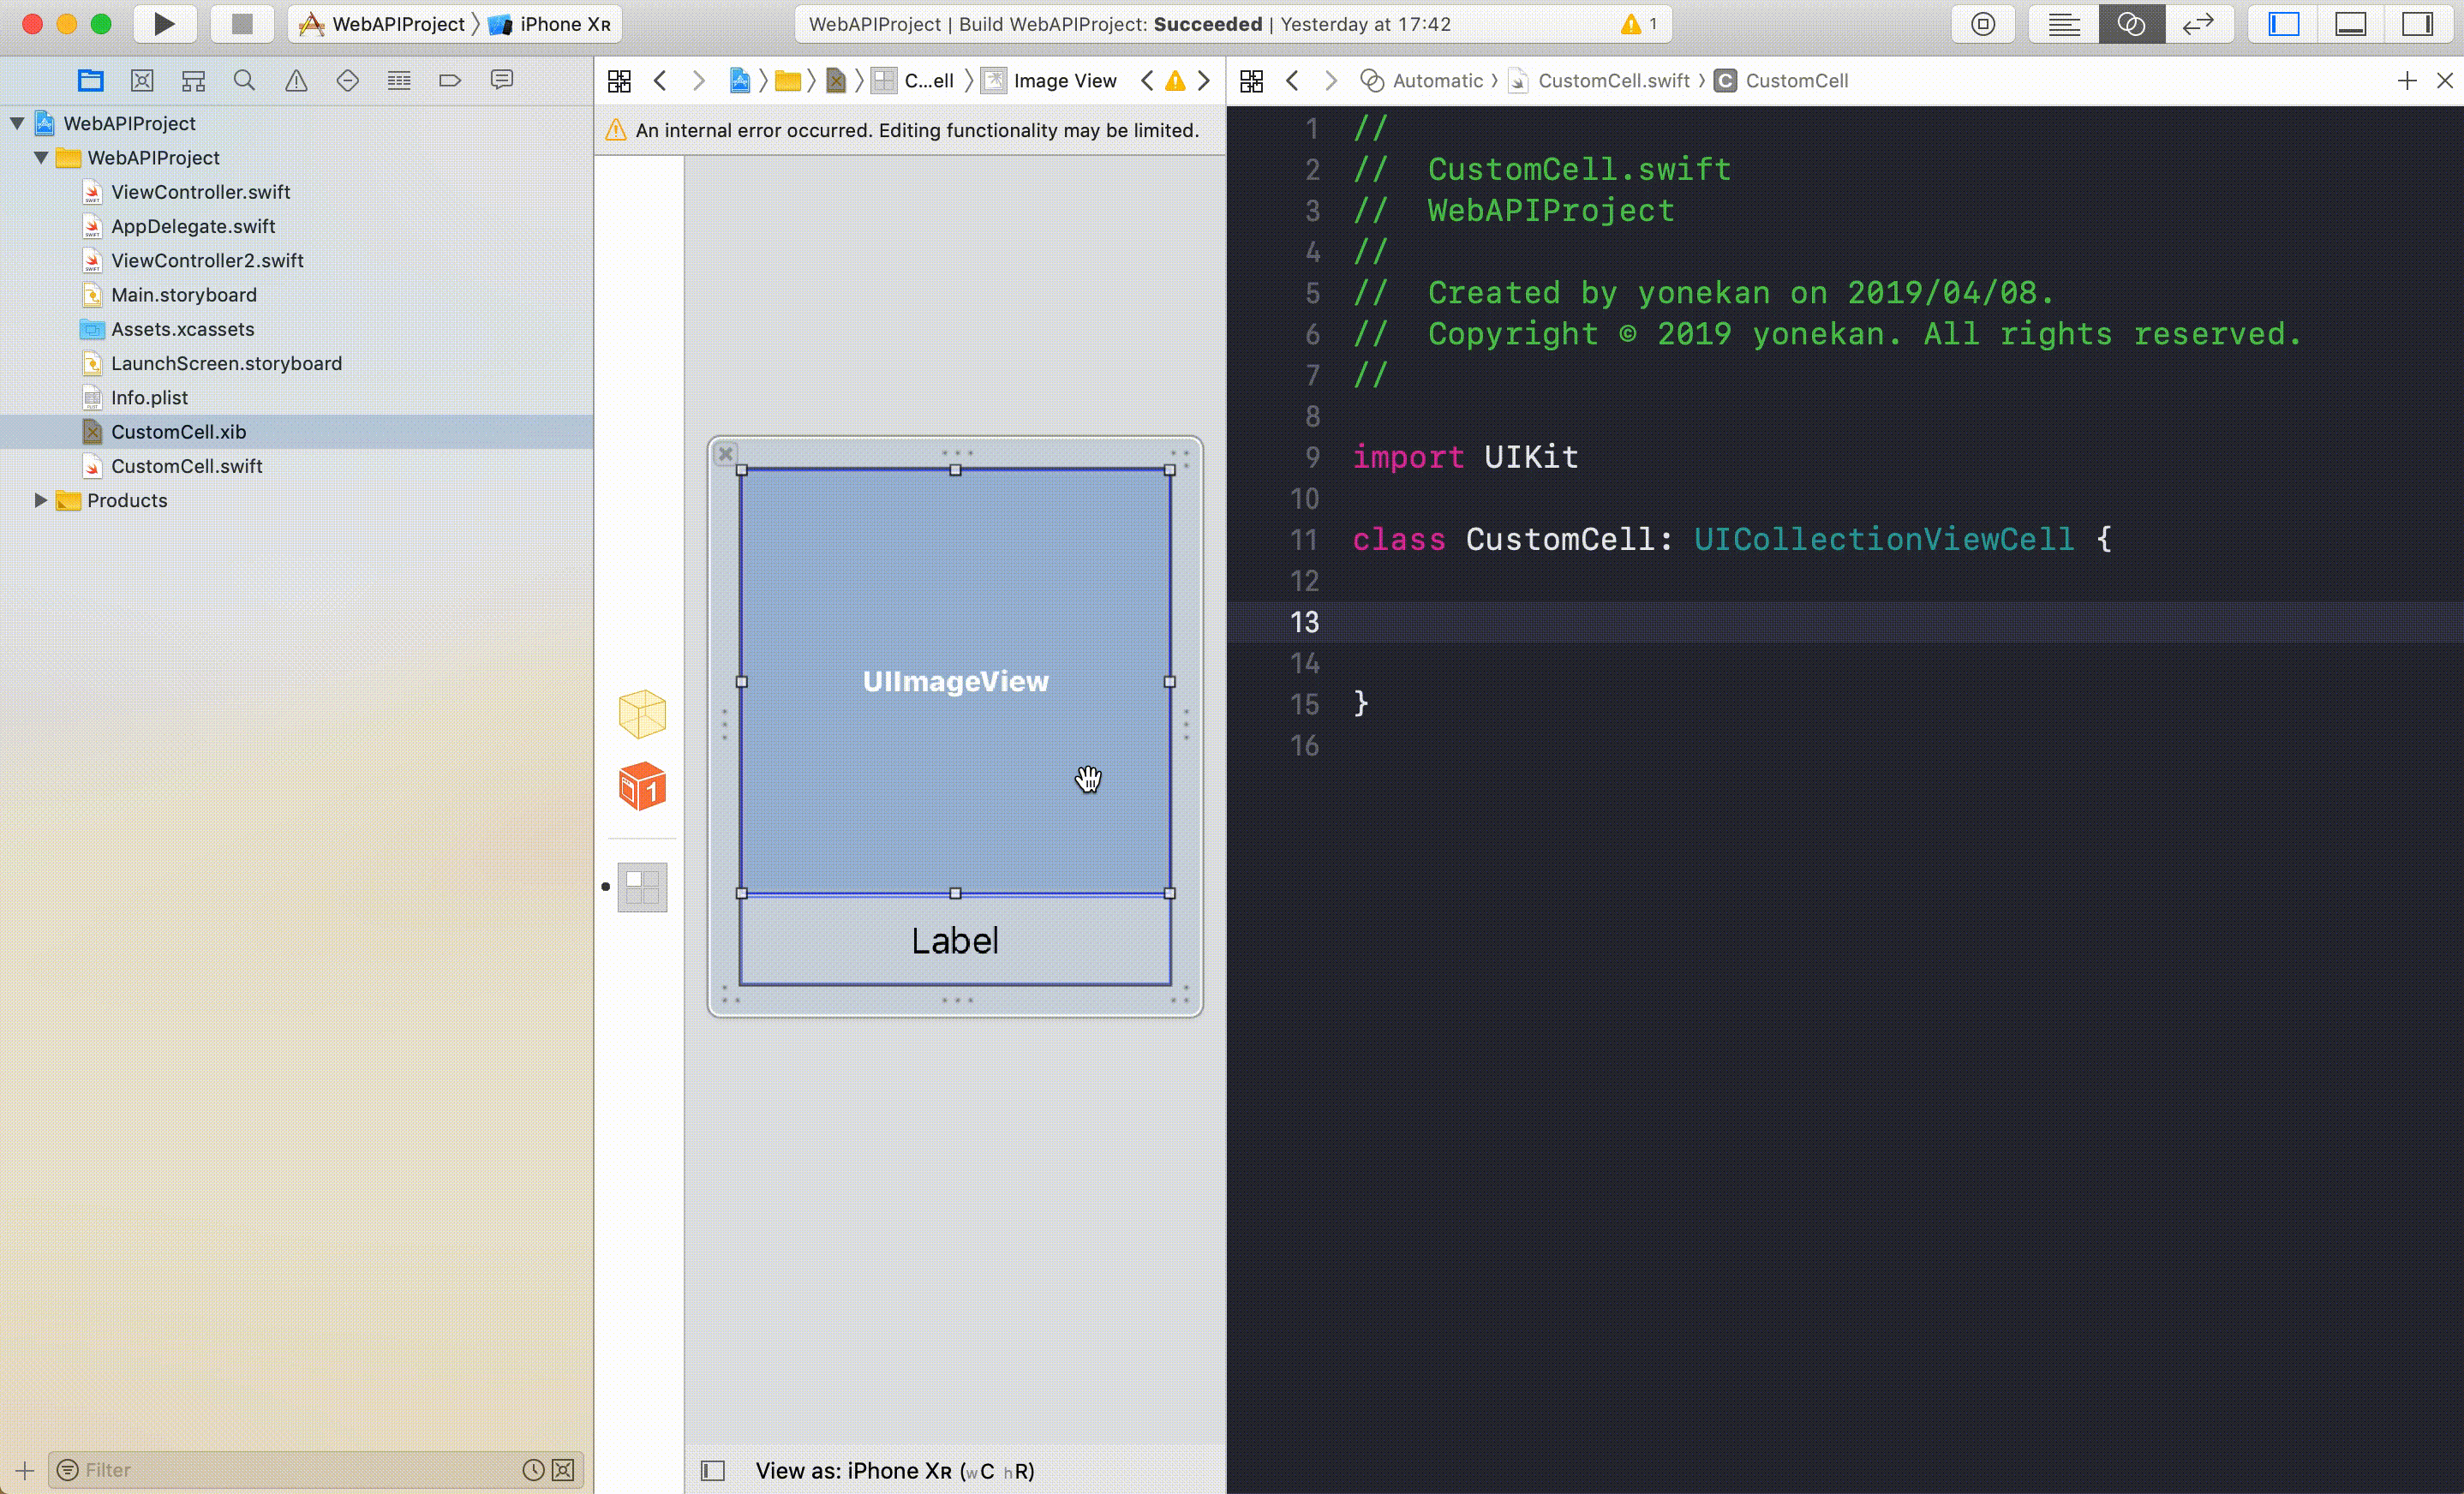 WebAPIProject 〉 iPhone XR
WebAPIProject | Build WebAPIProject: Succeeded | Yesterday at 17:42
1
C...ell 〉 Image View
Automatic 〉 CustomCell.swift 〉 C CustomCell
An internal error occurred. Editing functionality may be limited.
WebAPIProject
WebAPIProject
ViewController.swift
AppDelegate.swift
ViewController2.swift
Main.storyboard
Assets.xcassets
LaunchScreen.storyboard
Info.plist
CustomCell.xib
CustomCell.swift
Products
Filter
UIImageView
Label
1
View as: iPhone XR (wC hR)
1 //
2 //  CustomCell.swift
3 //  WebAPIProject
4 //
5 //  Created by yonekan on 2019/04/08.
6 //  Copyright © 2019 yonekan. All rights reserved.
7 //
8
9 import UIKit
10
11 class CustomCell: UICollectionViewCell {
12
13
14
15 }
16